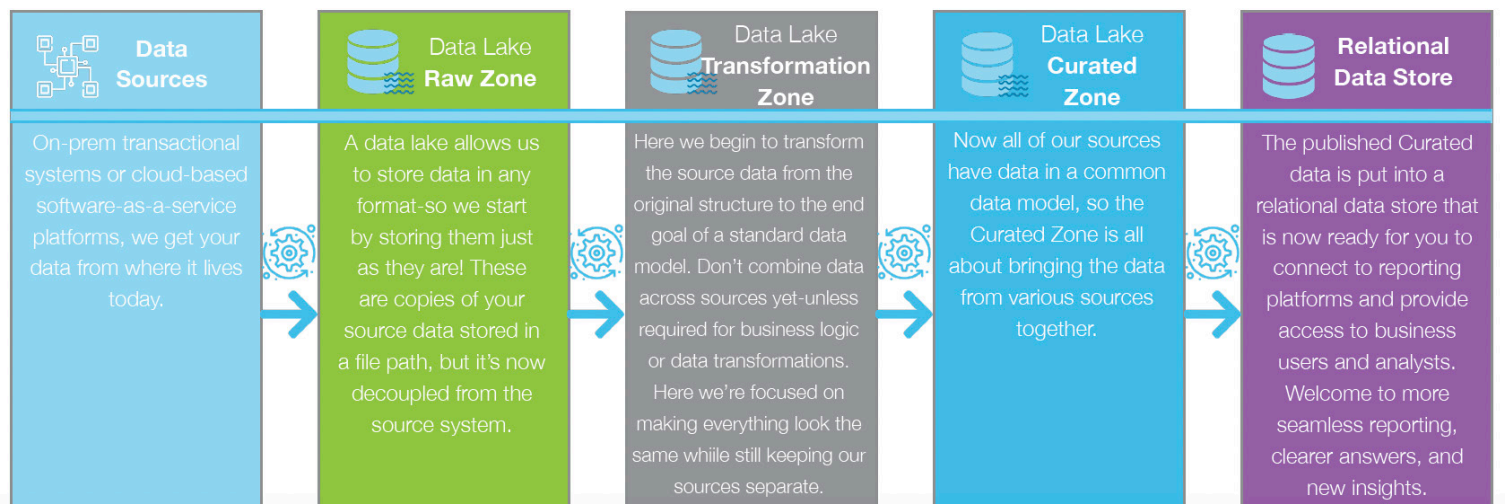 Data
Sources
On-prem transactional
systems or cloud-based
software-as-a-service
platforms, we get your
data from where it lives
today.
Data Lake
Raw Zone
A data lake allows us
to store data in any
format-so we start
by storing them just
as they are! These
are copies of your
source data stored in
a file path, but it's now
decoupled from the
source system.
Data Lake
Transformation
Zone
Here we begin to transform
the source data from the
original structure to the end
goal of a standard data
model. Don't combine data
across sources yet-unless
required for business logic
or data transformations.
Here we're focused on
making everything look the
same whiile still keeping our
sources separate.
Data Lake
Curated
Zone
Now all of our sources
have data in a common
data model, so the
Curated Zone is all
about bringing the data
from various sources
together.
Relational
Data Store
The published Curated
data is put into a
relational data store that
is now ready for you to
connect to reporting
platforms and provide
access to business
users and analysts.
Welcome to more
seamless reporting,
clearer answers, and
new insights.